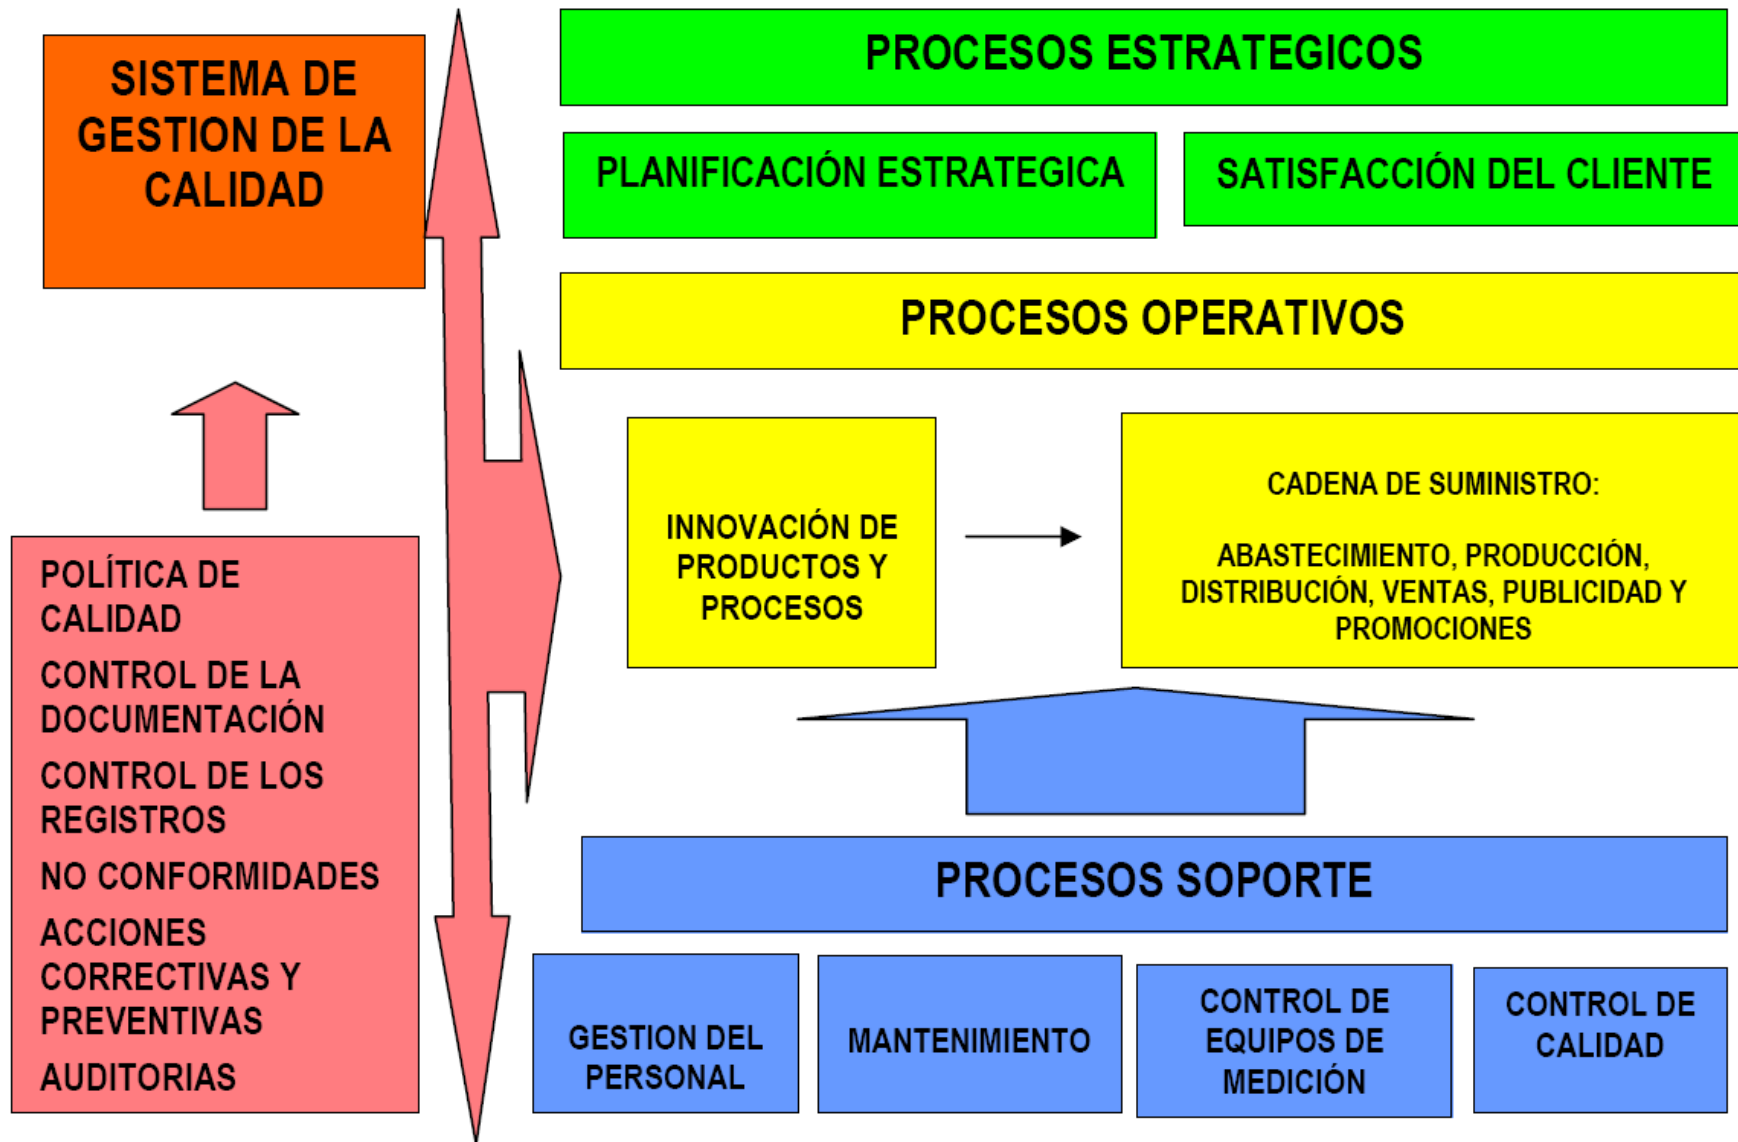 SISTEMA DE
GESTION DE LA
CALIDAD
POLÍTICA DE
CALIDAD
CONTROL DE LA
DOCUMENTACIÓN
CONTROL DE LOS
REGISTROS
NO CONFORMIDADES
ACCIONES
CORRECTIVAS Y
PREVENTIVAS
AUDITORIAS
PROCESOS ESTRATEGICOS
PLANIFICACIÓN ESTRATEGICA
SATISFACCIÓN DEL CLIENTE
PROCESOS OPERATIVOS
INNOVACIÓN DE
PRODUCTOS Y
PROCESOS
CADENA DE SUMINISTRO:
ABASTECIMIENTO, PRODUCCIÓN,
DISTRIBUCIÓN, VENTAS, PUBLICIDAD Y
PROMOCIONES
PROCESOS SOPORTE
GESTION DEL
PERSONAL
MANTENIMIENTO
CONTROL DE
EQUIPOS DE
MEDICIÓN
CONTROL DE
CALIDAD